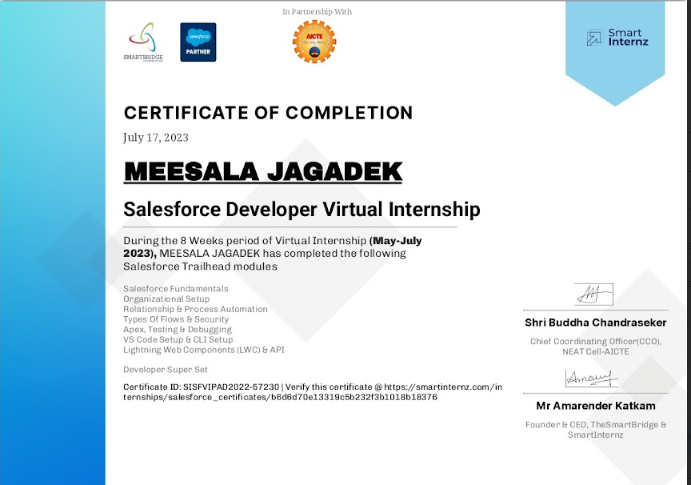 In Partnership With
SMARTBRIDGE
salesforce
PARTNER
AICTE
Smart
Internz
CERTIFICATE OF COMPLETION
July 17, 2023
MEESALA JAGADEK
Salesforce Developer Virtual Internship
During the 8 Weeks period of Virtual Internship (May-July
2023), MEESALA JAGADEK has completed the following
Salesforce Trailhead modules
Salesforce Fundamentals
Organizational Setup
Relationship & Process Automation
Types Of Flows & Security
Apex, Testing & Debugging
VS Code Setup & CLI Setup
Lightning Web Components (LWC) & API
Developer Super Set
Certificate ID: SISFVIPAD2022-57230 | Verify this certificate @ https://smartinternz.com/in
ternships/salesforce_certificates/b6d6d70e13319c5b232f3b1018b18376
Shri Buddha Chandraseker
Chief Coordinating Officer(CCO),
NEAT Cell-AICTE
Mr Amarender Katkam
Founder & CEO, TheSmartBridge &
SmartInternz